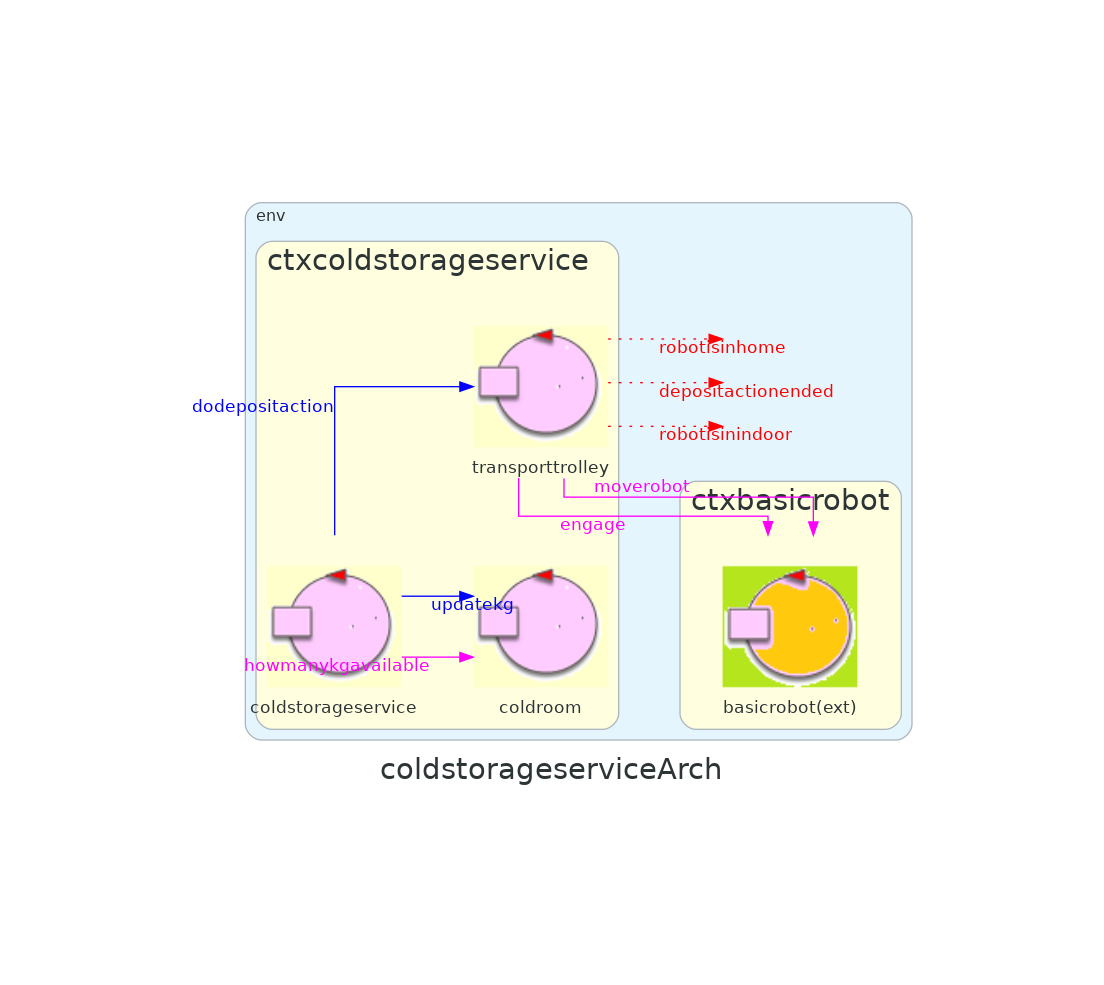 env
ctxcoldstorageservice
robotisinhome
depositactionended
dodepositaction
robotisinindoor
transporttrolley
moverobot
ctxbasicrobot
engage
updatekg
howmanykgavailable
coldstorageservice
coldroom
basicrobot(ext)
coldstorageserviceArch